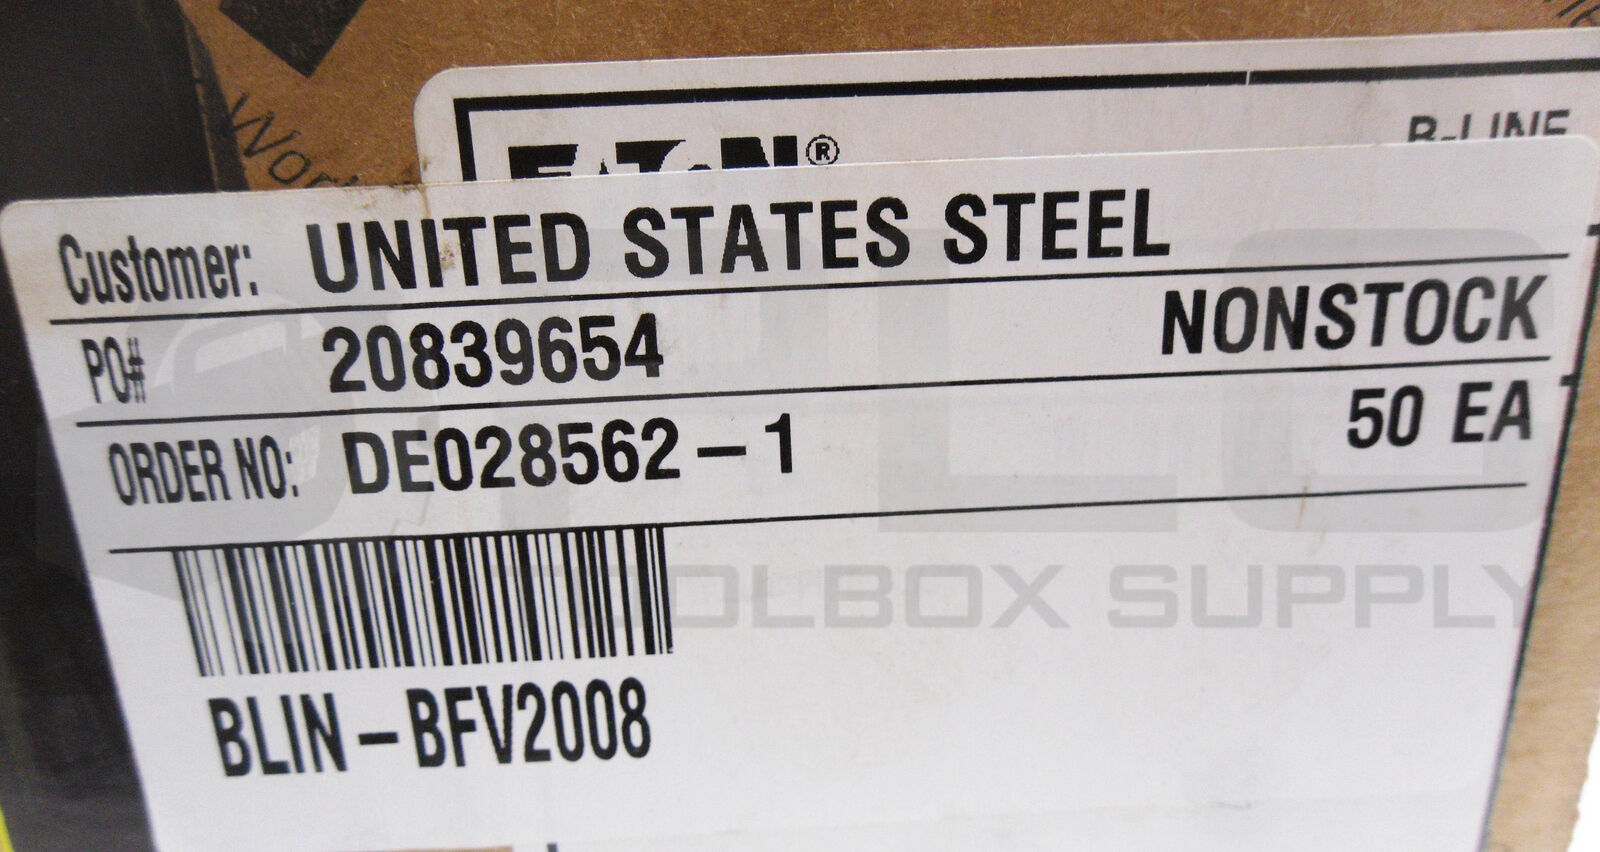 Wor
EATON®
B-LINE
Customer: UNITED STATES STEEL
PO# 20839654 NONSTOCK
ORDER NO: DE028562-1 50 EA
TOOLBOX SUPPLY
BLIN-BFV2008